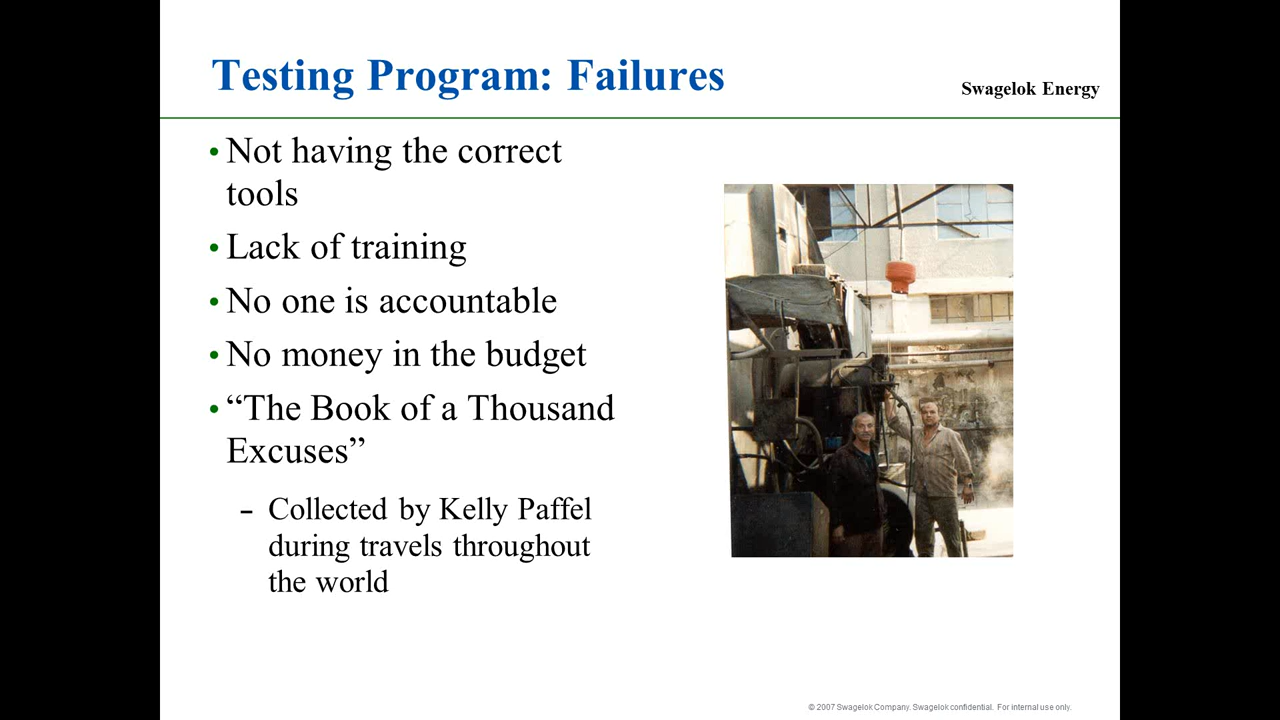 Testing Program: Failures
Swagelok Energy
• Not having the correct
tools
• Lack of training
• No one is accountable
• No money in the budget
• “The Book of a Thousand
Excuses”
– Collected by Kelly Paffel
during travels throughout
the world
© 2007 Swagelok Company. Swagelok confidential. For internal use only.